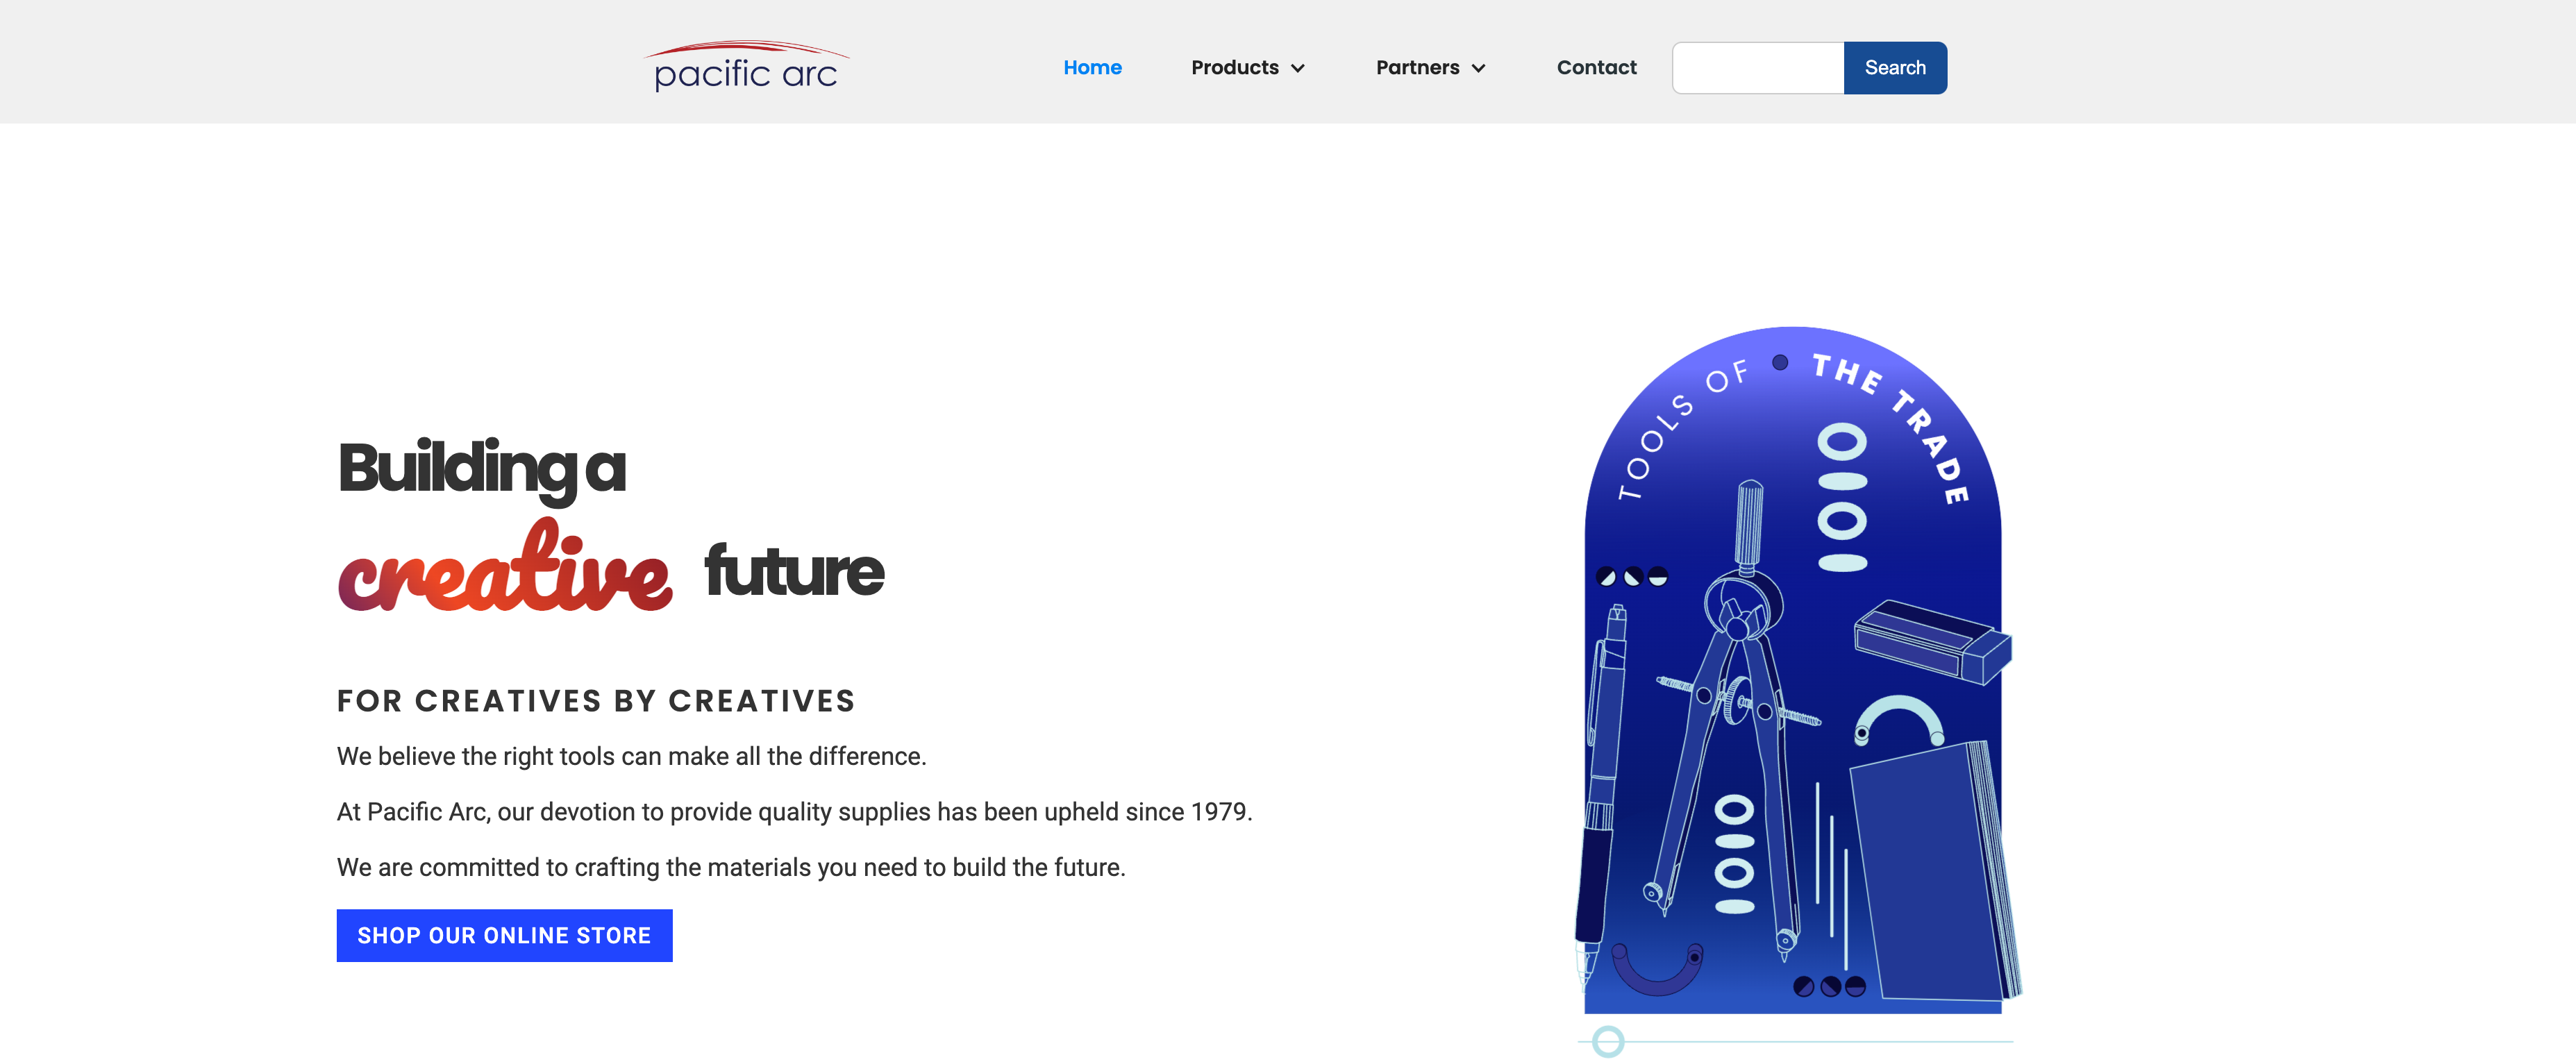 pacific arc
Home
Products
Partners
Contact
Search
Building a
creative future
FOR CREATIVES BY CREATIVES
We believe the right tools can make all the difference.
At Pacific Arc, our devotion to provide quality supplies has been upheld since 1979.
We are committed to crafting the materials you need to build the future.
SHOP OUR ONLINE STORE
TOOLS OF THE TRADE